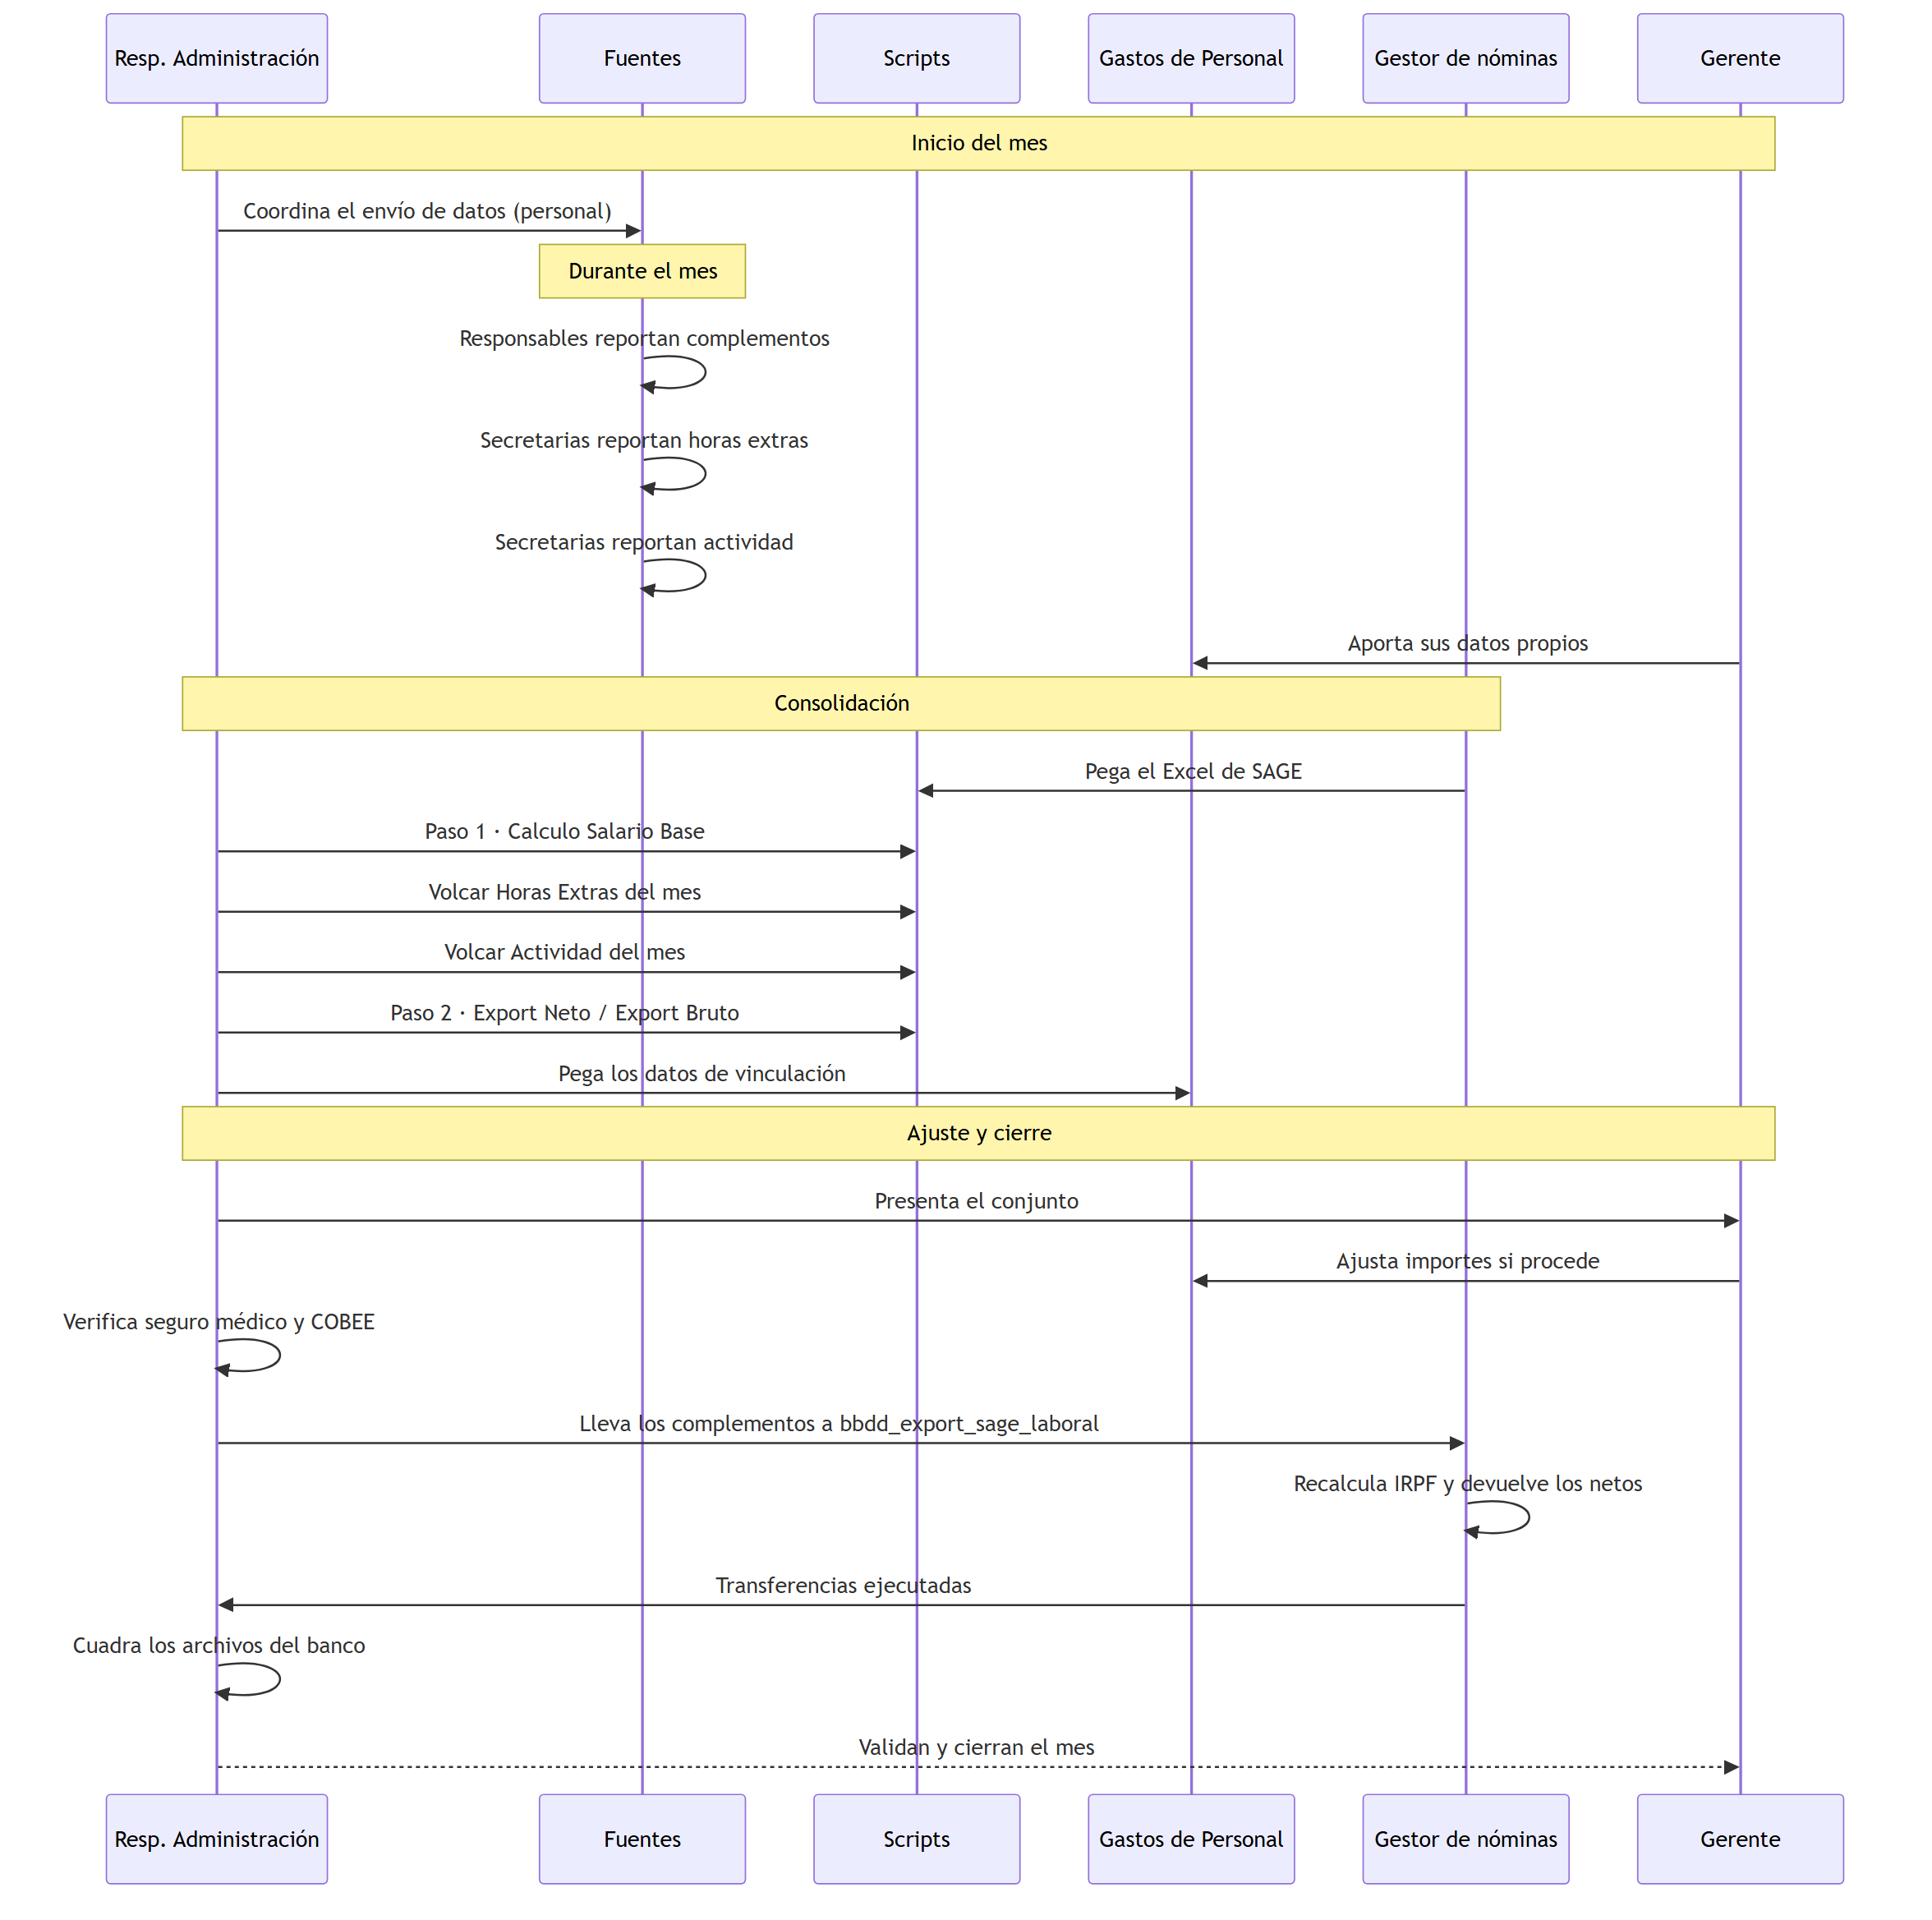 Resp. Administración
Fuentes
Scripts
Gastos de Personal
Gestor de nóminas
Gerente
Inicio del mes
Coordina el envío de datos (personal)
Durante el mes
Responsables reportan complementos
Secretarias reportan horas extras
Secretarias reportan actividad
Aporta sus datos propios
Consolidación
Pega el Excel de SAGE
Paso 1 · Calculo Salario Base
Volcar Horas Extras del mes
Volcar Actividad del mes
Paso 2 · Export Neto / Export Bruto
Pega los datos de vinculación
Ajuste y cierre
Presenta el conjunto
Ajusta importes si procede
Verifica seguro médico y COBEE
Lleva los complementos a bbdd_export_sage_laboral
Recalcula IRPF y devuelve los netos
Transferencias ejecutadas
Cuadra los archivos del banco
Validan y cierran el mes
Resp. Administración
Fuentes
Scripts
Gastos de Personal
Gestor de nóminas
Gerente